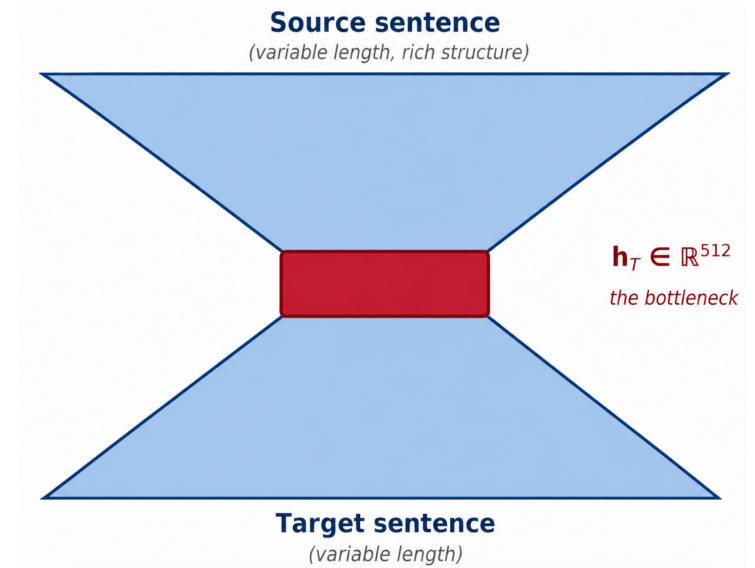 Source sentence
(variable length, rich structure)
h_T ∈ ℝ^512
the bottleneck
Target sentence
(variable length)